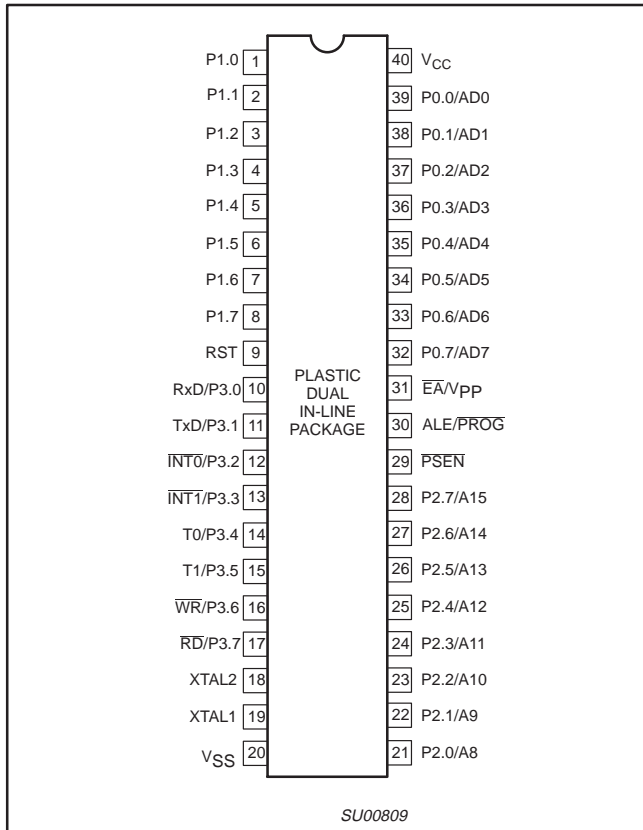 P1.0 1 40 VCC
P1.1 2 39 P0.0/AD0
P1.2 3 38 P0.1/AD1
P1.3 4 37 P0.2/AD2
P1.4 5 36 P0.3/AD3
P1.5 6 35 P0.4/AD4
P1.6 7 34 P0.5/AD5
P1.7 8 33 P0.6/AD6
RST 9 32 P0.7/AD7
RxD/P3.0 10 31 E̅A̅/VPP
TxD/P3.1 11 30 ALE/P̅R̅O̅G̅
I̅N̅T̅0̅/P3.2 12 29 P̅S̅E̅N̅
I̅N̅T̅1̅/P3.3 13 28 P2.7/A15
T0/P3.4 14 27 P2.6/A14
T1/P3.5 15 26 P2.5/A13
W̅R̅/P3.6 16 25 P2.4/A12
R̅D̅/P3.7 17 24 P2.3/A11
XTAL2 18 23 P2.2/A10
XTAL1 19 22 P2.1/A9
VSS 20 21 P2.0/A8
PLASTIC
DUAL
IN-LINE
PACKAGE
SU00809